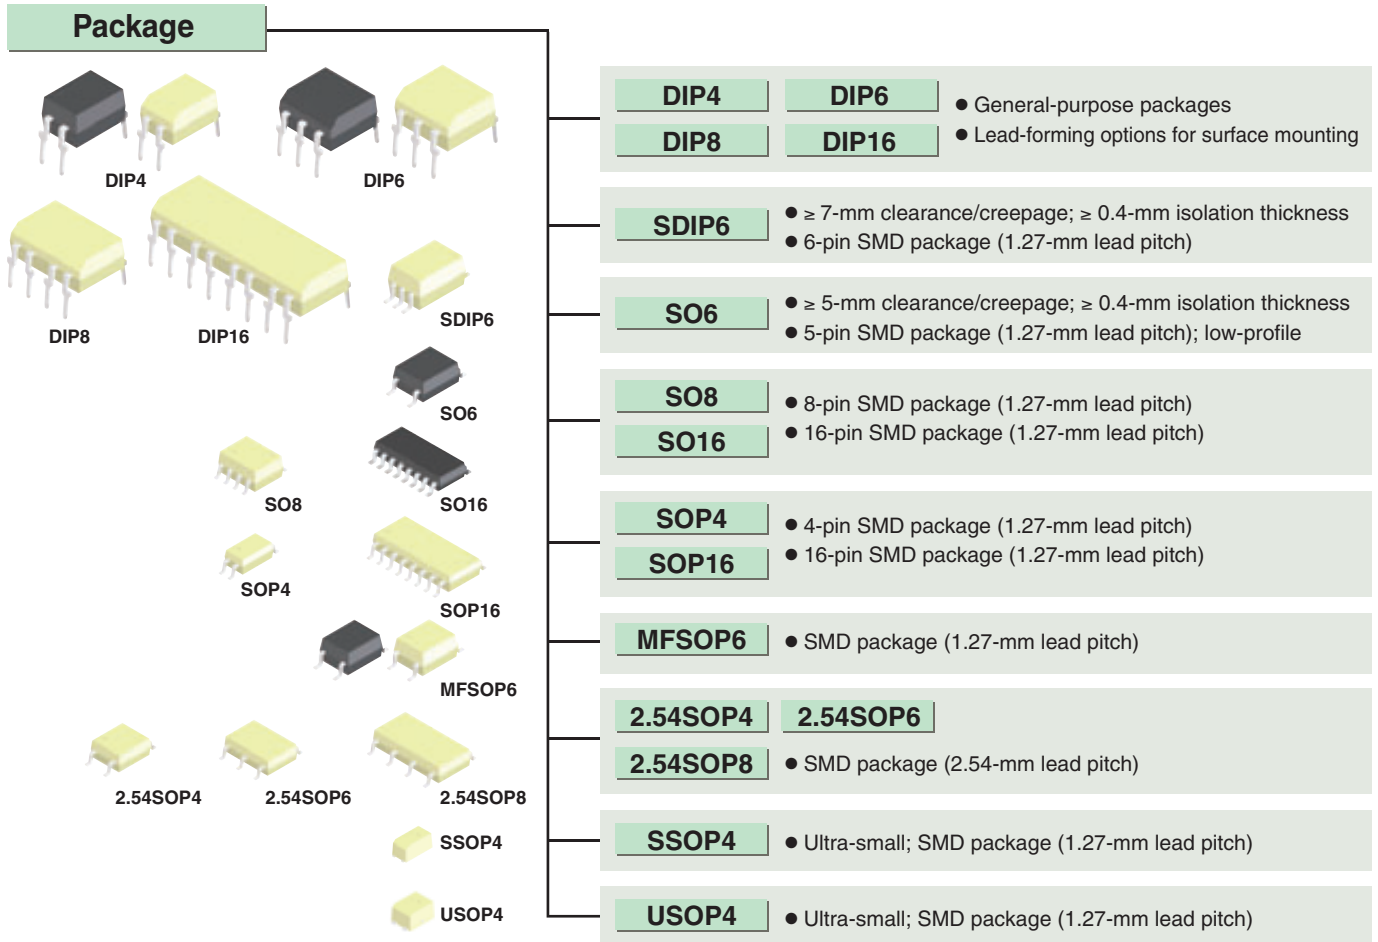 Package
DIP4
DIP6
DIP8
DIP16
SDIP6
SO6
SO8
SO16
SOP4
SOP16
MFSOP6
2.54SOP4
2.54SOP6
2.54SOP8
SSOP4
USOP4
DIP4
DIP6
DIP8
DIP16
● General-purpose packages
● Lead-forming options for surface mounting
SDIP6
● ≥ 7-mm clearance/creepage; ≥ 0.4-mm isolation thickness
● 6-pin SMD package (1.27-mm lead pitch)
SO6
● ≥ 5-mm clearance/creepage; ≥ 0.4-mm isolation thickness
● 5-pin SMD package (1.27-mm lead pitch); low-profile
SO8
SO16
● 8-pin SMD package (1.27-mm lead pitch)
● 16-pin SMD package (1.27-mm lead pitch)
SOP4
SOP16
● 4-pin SMD package (1.27-mm lead pitch)
● 16-pin SMD package (1.27-mm lead pitch)
MFSOP6
● SMD package (1.27-mm lead pitch)
2.54SOP4
2.54SOP6
2.54SOP8
● SMD package (2.54-mm lead pitch)
SSOP4
● Ultra-small; SMD package (1.27-mm lead pitch)
USOP4
● Ultra-small; SMD package (1.27-mm lead pitch)